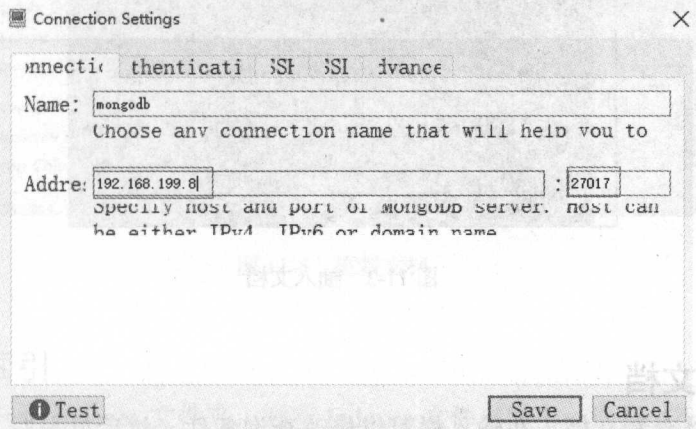 Connection Settings
onnectic thenticati SSH SSL dvance
Name: mongodb
Choose any connection name that will help you to
Addre: 192.168.199.8 : 27017
Specify host and port of MongoDB server. Host can
be either IPv4, IPv6 or domain name
Test Save Cancel